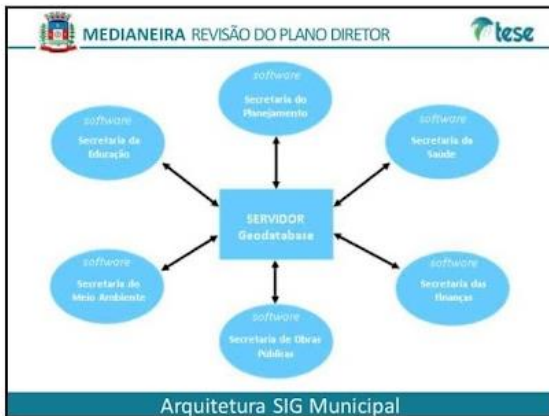 MEDIANEIRA REVISÃO DO PLANO DIRETOR
tese
software
Secretaria do
Planejamento
software
Secretaria da
Educação
software
Secretaria da
Saúde
SERVIDOR
Geodatabase
software
Secretaria do
Meio Ambiente
software
Secretaria das
Finanças
software
Secretaria de Obras
Públicas
Arquitetura SIG Municipal